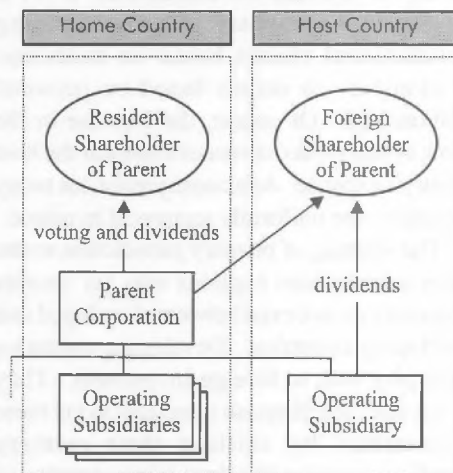 Home Country
Host Country
Resident
Shareholder
of Parent
Foreign
Shareholder
of Parent
voting and dividends
Parent
Corporation
dividends
Operating
Subsidiaries
Operating
Subsidiary